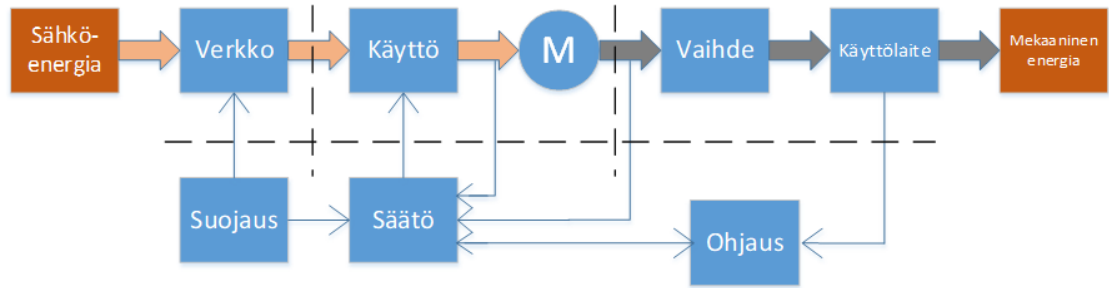 Sähkö-
energia
Verkko
Käyttö
M
Vaihde
Käyttölaite
Mekaaninen
energia
Suojaus
Säätö
Ohjaus